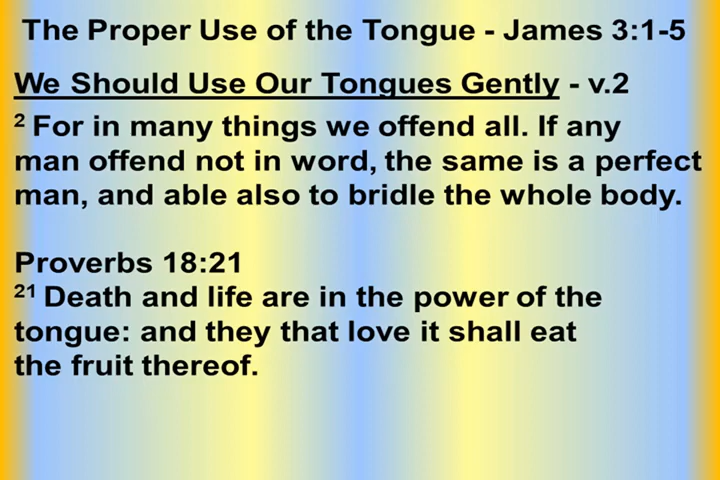 The Proper Use of the Tongue - James 3:1-5
We Should Use Our Tongues Gently - v.2
2 For in many things we offend all. If any
man offend not in word, the same is a perfect
man, and able also to bridle the whole body.
Proverbs 18:21
21 Death and life are in the power of the
tongue: and they that love it shall eat
the fruit thereof.